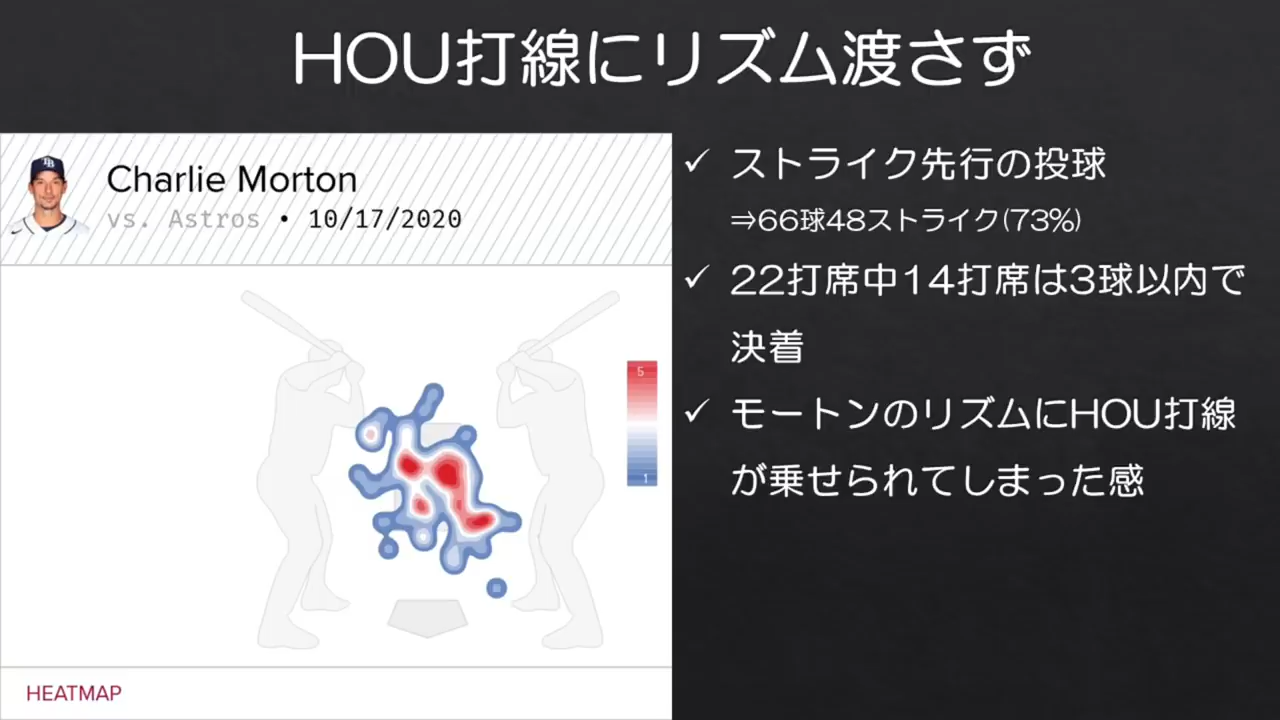 HOU打線にリズム渡さず
Charlie Morton
vs. Astros • 10/17/2020
5
1
HEATMAP
✓ ストライク先行の投球
⇒66球48ストライク(73%)
✓ 22打席中14打席は3球以内で
決着
✓ モートンのリズムにHOU打線
が乗せられてしまった感